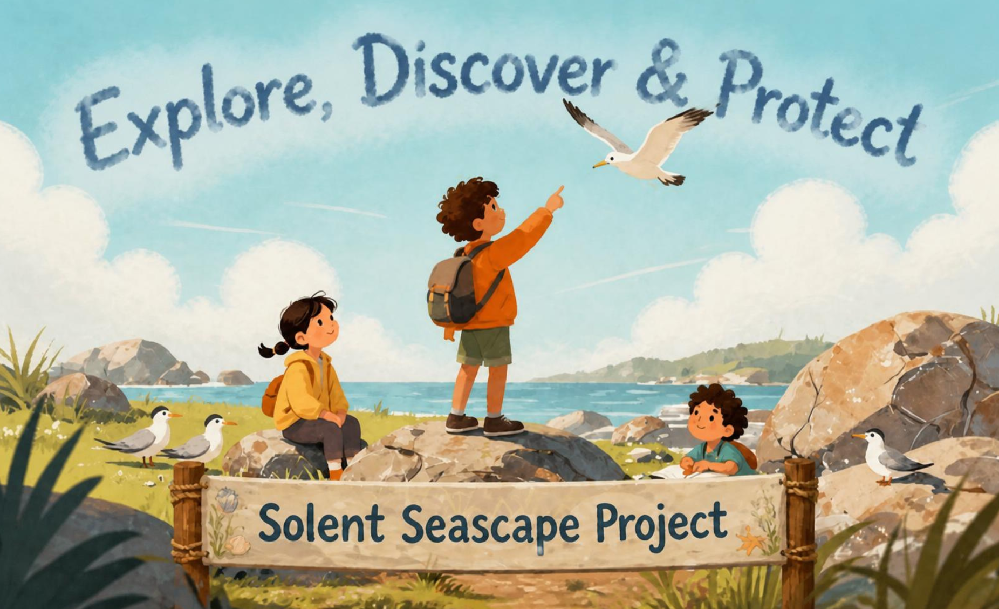 Explore, Discover & Protect
Solent Seascape Project